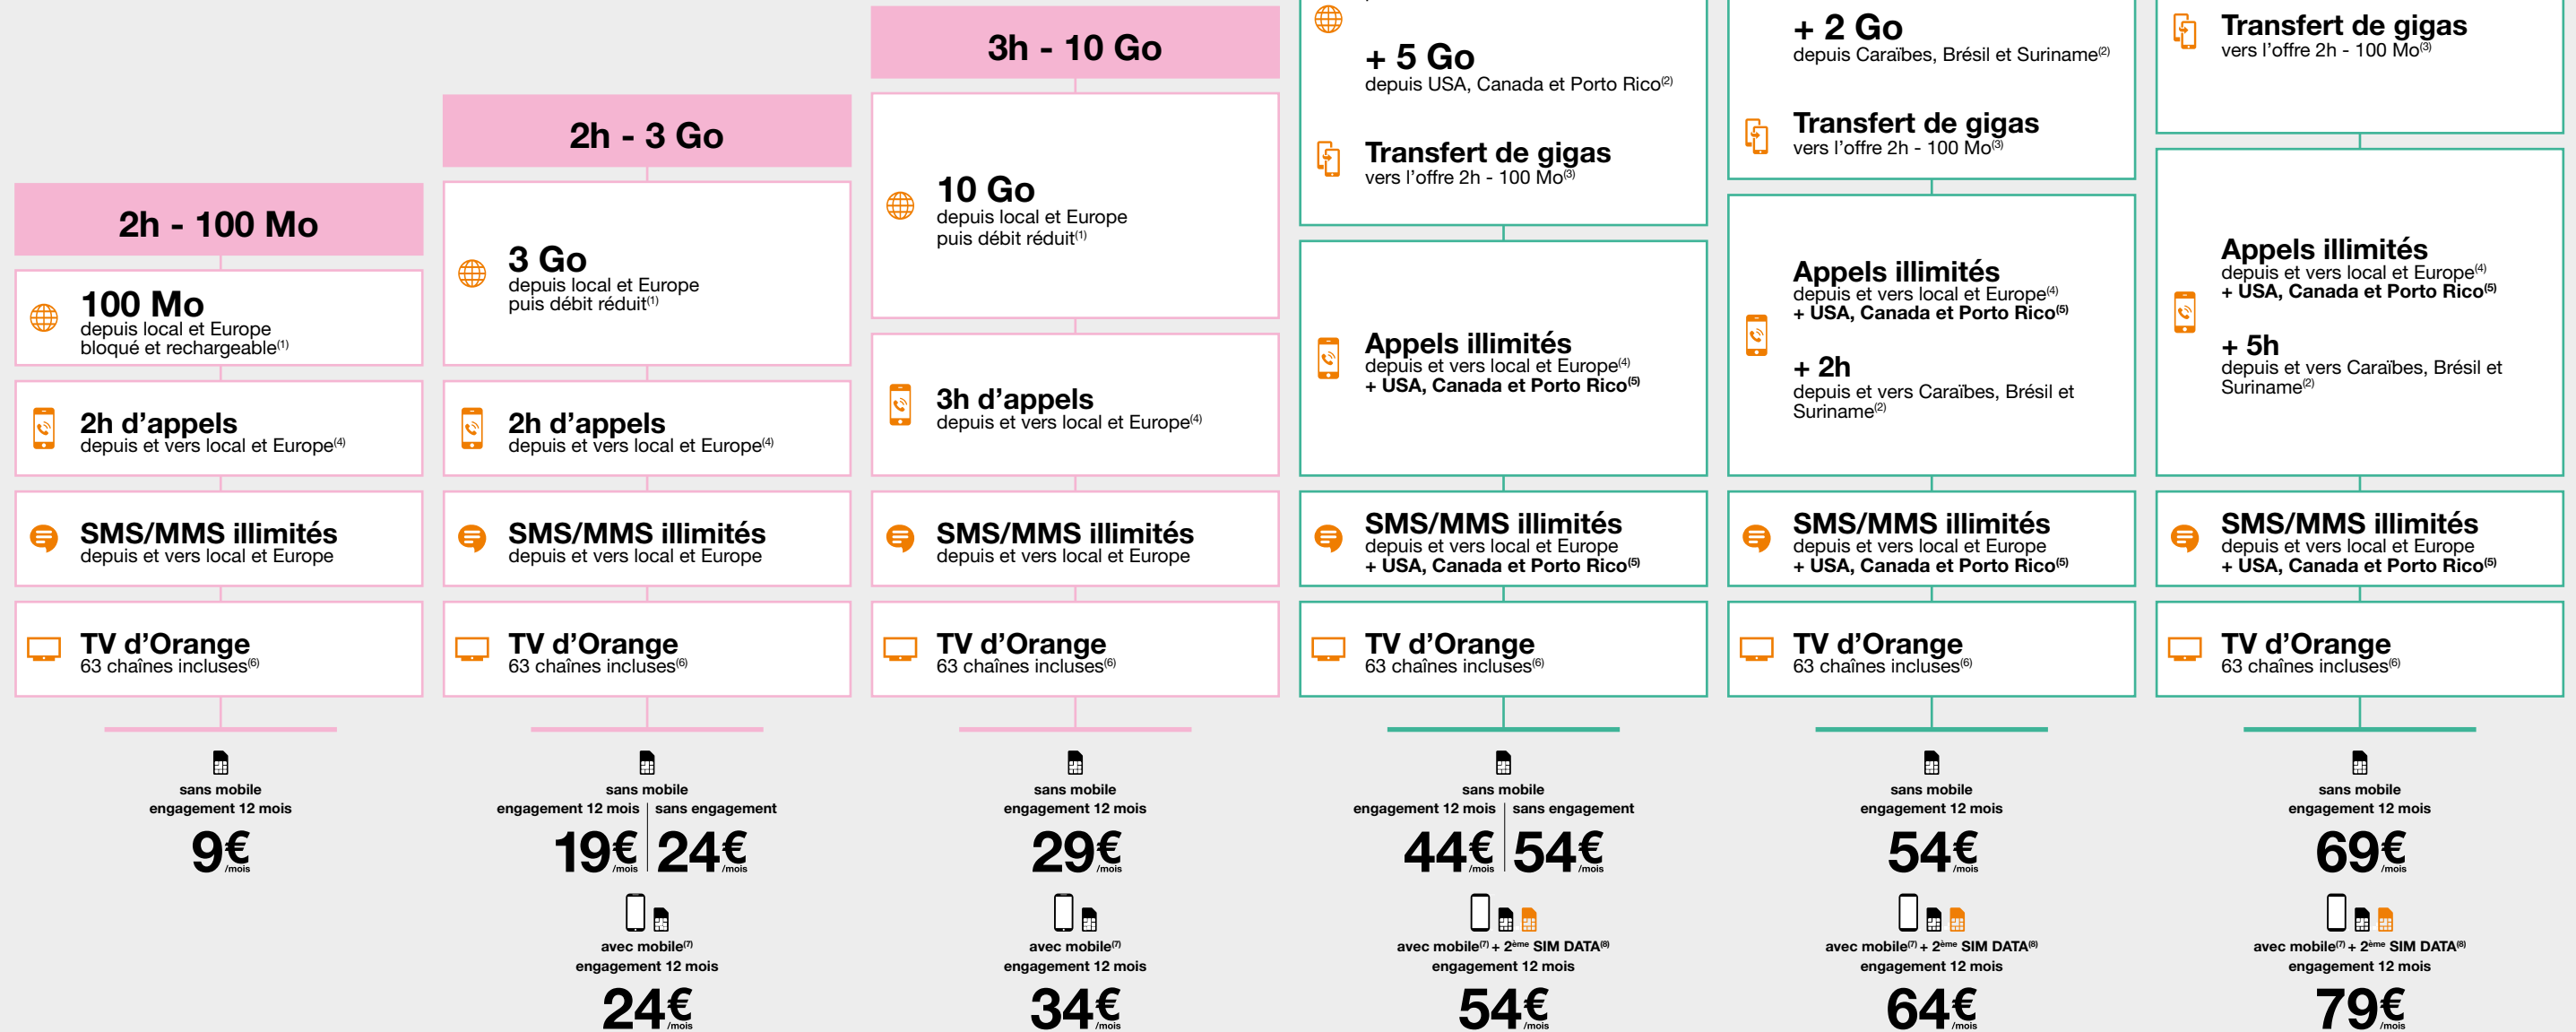 2h - 100 Mo
100 Mo
depuis local et Europe
bloqué et rechargeable(1)
2h d'appels
depuis et vers local et Europe(4)
SMS/MMS illimités
depuis et vers local et Europe
TV d'Orange
63 chaînes incluses(6)
sans mobile
engagement 12 mois
9€/mois
2h - 3 Go
3 Go
depuis local et Europe
puis débit réduit(1)
2h d'appels
depuis et vers local et Europe(4)
SMS/MMS illimités
depuis et vers local et Europe
TV d'Orange
63 chaînes incluses(6)
sans mobile
engagement 12 mois | sans engagement
19€/mois | 24€/mois
avec mobile(7)
engagement 12 mois
24€/mois
3h - 10 Go
10 Go
depuis local et Europe
puis débit réduit(1)
3h d'appels
depuis et vers local et Europe(4)
SMS/MMS illimités
depuis et vers local et Europe
TV d'Orange
63 chaînes incluses(6)
sans mobile
engagement 12 mois
29€/mois
avec mobile(7)
engagement 12 mois
34€/mois
+ 5 Go
depuis USA, Canada et Porto Rico(2)
Transfert de gigas
vers l'offre 2h - 100 Mo(3)
Appels illimités
depuis et vers local et Europe(4)
+ USA, Canada et Porto Rico(5)
SMS/MMS illimités
depuis et vers local et Europe
+ USA, Canada et Porto Rico(5)
TV d'Orange
63 chaînes incluses(6)
sans mobile
engagement 12 mois | sans engagement
44€/mois | 54€/mois
avec mobile(7) + 2ème SIM DATA(8)
engagement 12 mois
54€/mois
+ 2 Go
depuis Caraïbes, Brésil et Suriname(2)
Transfert de gigas
vers l'offre 2h - 100 Mo(3)
Appels illimités
depuis et vers local et Europe(4)
+ USA, Canada et Porto Rico(5)
+ 2h
depuis et vers Caraïbes, Brésil et
Suriname(2)
SMS/MMS illimités
depuis et vers local et Europe
+ USA, Canada et Porto Rico(5)
TV d'Orange
63 chaînes incluses(6)
sans mobile
engagement 12 mois
54€/mois
avec mobile(7) + 2ème SIM DATA(8)
engagement 12 mois
64€/mois
Transfert de gigas
vers l'offre 2h - 100 Mo(3)
Appels illimités
depuis et vers local et Europe(4)
+ USA, Canada et Porto Rico(5)
+ 5h
depuis et vers Caraïbes, Brésil et
Suriname(2)
SMS/MMS illimités
depuis et vers local et Europe
+ USA, Canada et Porto Rico(5)
TV d'Orange
63 chaînes incluses(6)
sans mobile
engagement 12 mois
69€/mois
avec mobile(7) + 2ème SIM DATA(8)
engagement 12 mois
79€/mois